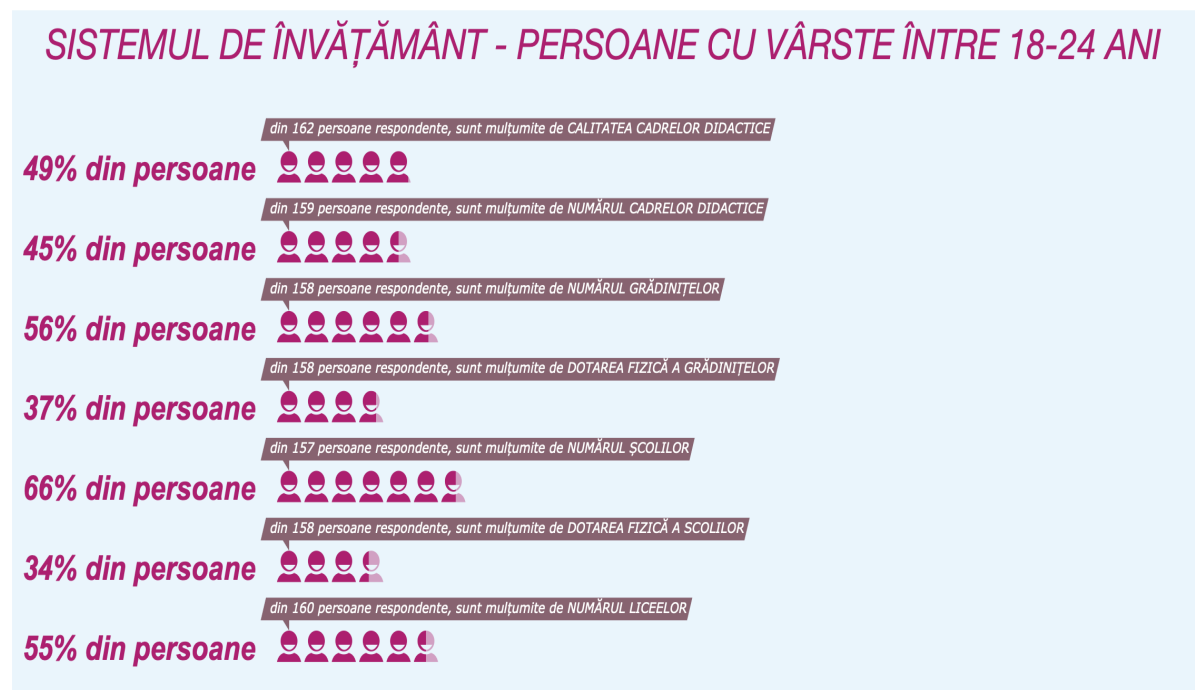 SISTEMUL DE ÎNVĂȚĂMÂNT - PERSOANE CU VÂRSTE ÎNTRE 18-24 ANI
din 162 persoane respondente, sunt mulțumite de CALITATEA CADRELOR DIDACTICE
49% din persoane
din 159 persoane respondente, sunt mulțumite de NUMĂRUL CADRELOR DIDACTICE
45% din persoane
din 158 persoane respondente, sunt mulțumite de NUMĂRUL GRĂDINIȚELOR
56% din persoane
din 158 persoane respondente, sunt mulțumite de DOTAREA FIZICĂ A GRĂDINIȚELOR
37% din persoane
din 157 persoane respondente, sunt mulțumite de NUMĂRUL ȘCOLILOR
66% din persoane
din 158 persoane respondente, sunt mulțumite de DOTAREA FIZICĂ A SCOLILOR
34% din persoane
din 160 persoane respondente, sunt mulțumite de NUMĂRUL LICEELOR
55% din persoane